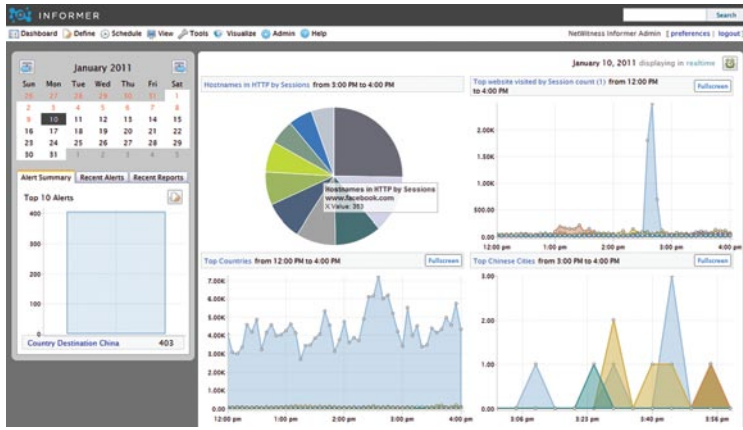 INFORMER
Search
Dashboard Define Schedule View Tools Visualize Admin Help
NetWitness Informer Admin [ preferences | logout ]
January 10, 2011 displaying in realtime
January 2011
Sun Mon Tue Wed Thu Fri Sat
26 27 28 29 30 31 1
2 3 4 5 6 7 8
9 10 11 12 13 14 15
16 17 18 19 20 21 22
23 24 25 26 27 28 29
30 31 1 2 3 4 5
Alert Summary Recent Alerts Recent Reports
Top 10 Alerts
400
300
200
100
0
Country Destination China 403
Hostnames in HTTP by Sessions from 3:00 PM to 4:00 PM
Hostnames in HTTP by Sessions
www.facebook.com
X Value: 353
Top website visited by Session count (1) from 12:00 PM to 4:00 PM
Fullscreen
2.00K
1.50K
1.00K
500.00
0.00
12:00 pm 1:00 pm 2:00 pm 3:00 pm 4:00 pm
Top Countries from 12:00 PM to 4:00 PM
Fullscreen
7.00K
6.00K
5.00K
4.00K
3.00K
2.00K
1.00K
0.00
12:00 pm 1:00 pm 2:00 pm 3:00 pm 4:00 pm
Top Chinese Cities from 3:00 PM to 4:00 PM
Fullscreen
3.00
2.00
1.00
0.00
3:06 pm 3:23 pm 3:40 pm 3:56 pm